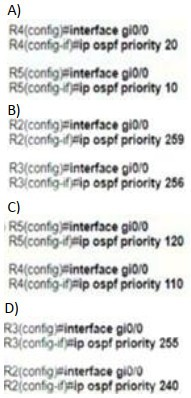 A)
R4(config)#interface gi0/0
R4(config-if)#ip ospf priority 20
R5(config)#interface gi0/0
R5(config-if)#ip ospf priority 10
B)
R2(config)#interface gi0/0
R2(config-if)#ip ospf priority 259
R3(config)#interface gi0/0
R3(config-if)#ip ospf priority 256
C)
R5(config)#interface gi0/0
R5(config-if)#ip ospf priority 120
R4(config)#interface gi0/0
R4(config-if)#ip ospf priority 110
D)
R3(config)#interface gi0/0
R3(config-if)#ip ospf priority 255
R2(config)#interface gi0/0
R2(config-if)#ip ospf priority 240